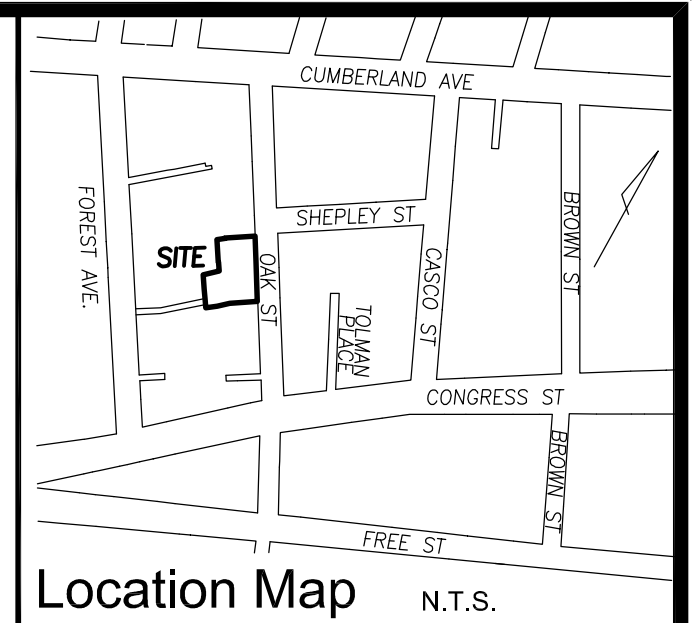 CUMBERLAND AVE
FOREST AVE.
SHEPLEY ST
BROWN ST
SITE
OAK ST
CASCO ST
TOLMAN
PLACE
CONGRESS ST
BROWN ST
FREE ST
Location Map N.T.S.